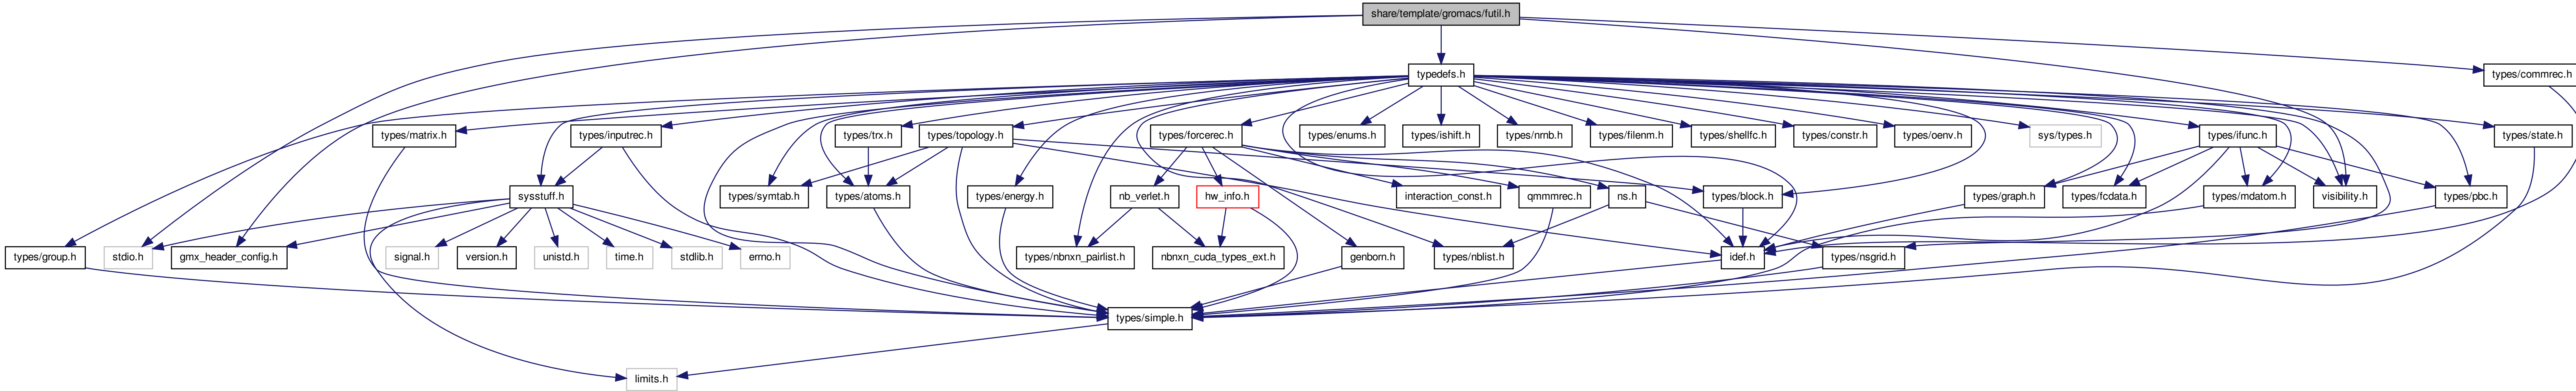 share/template/gromacs/futil.h
typedefs.h
types/commrec.h
types/matrix.h
types/inputrec.h
types/trx.h
types/topology.h
types/forcerec.h
types/enums.h
types/ishift.h
types/nrnb.h
types/filenm.h
types/shellfc.h
types/constr.h
types/oenv.h
sys/types.h
types/ifunc.h
types/state.h
sysstuff.h
types/symtab.h
types/atoms.h
types/energy.h
nb_verlet.h
hw_info.h
interaction_const.h
qmmmrec.h
ns.h
types/block.h
types/graph.h
types/fcdata.h
types/mdatom.h
visibility.h
types/pbc.h
types/group.h
stdio.h
gmx_header_config.h
signal.h
version.h
unistd.h
time.h
stdlib.h
errno.h
types/nbnxn_pairlist.h
nbnxn_cuda_types_ext.h
genborn.h
types/nblist.h
idef.h
types/nsgrid.h
types/simple.h
limits.h